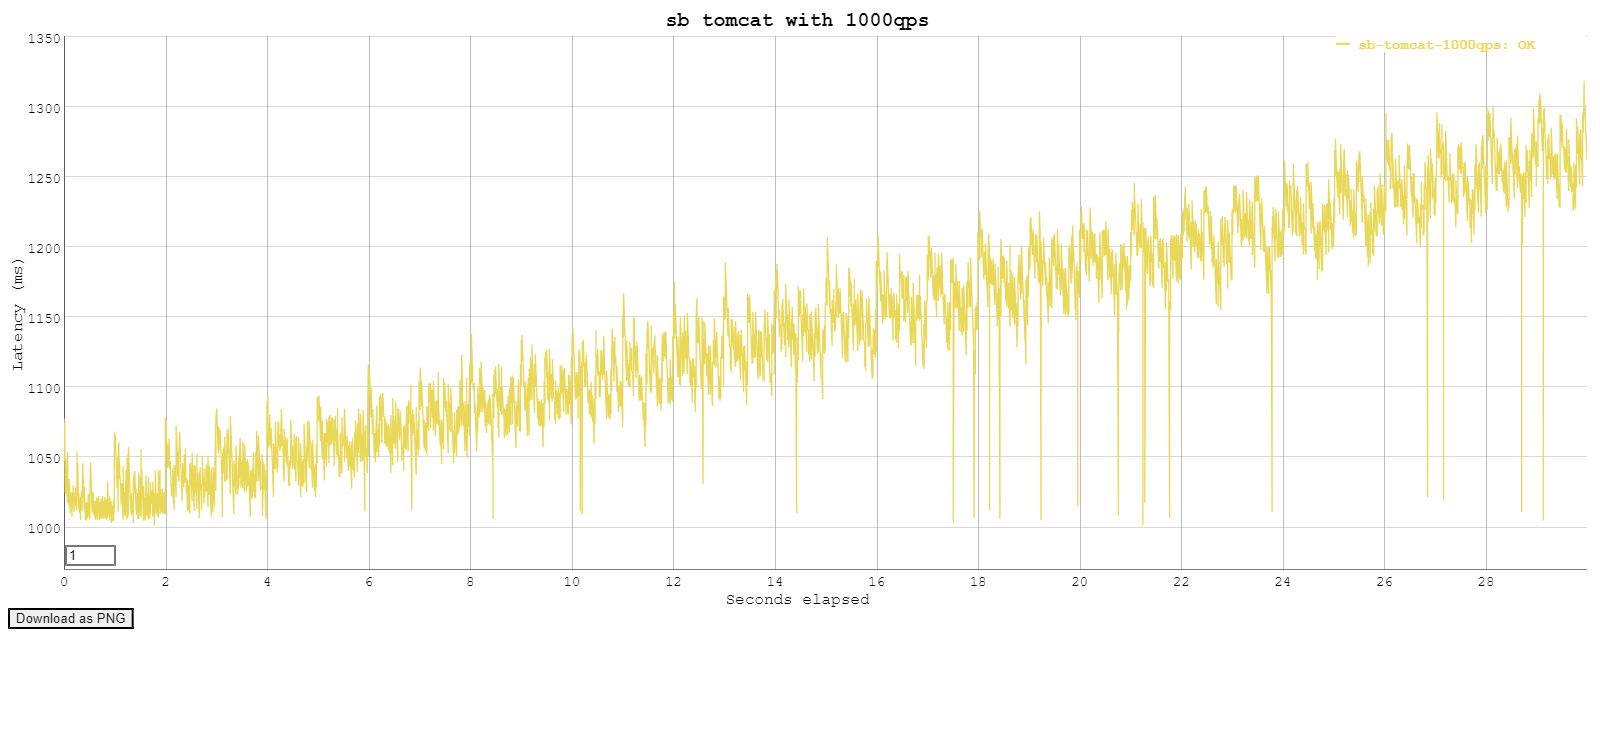 sb tomcat with 1000qps
sb-tomcat-1000qps: OK
Latency (ms)
1350
1300
1250
1200
1150
1100
1050
1000
1
0 2 4 6 8 10 12 14 16 18 20 22 24 26 28
Seconds elapsed
Download as PNG